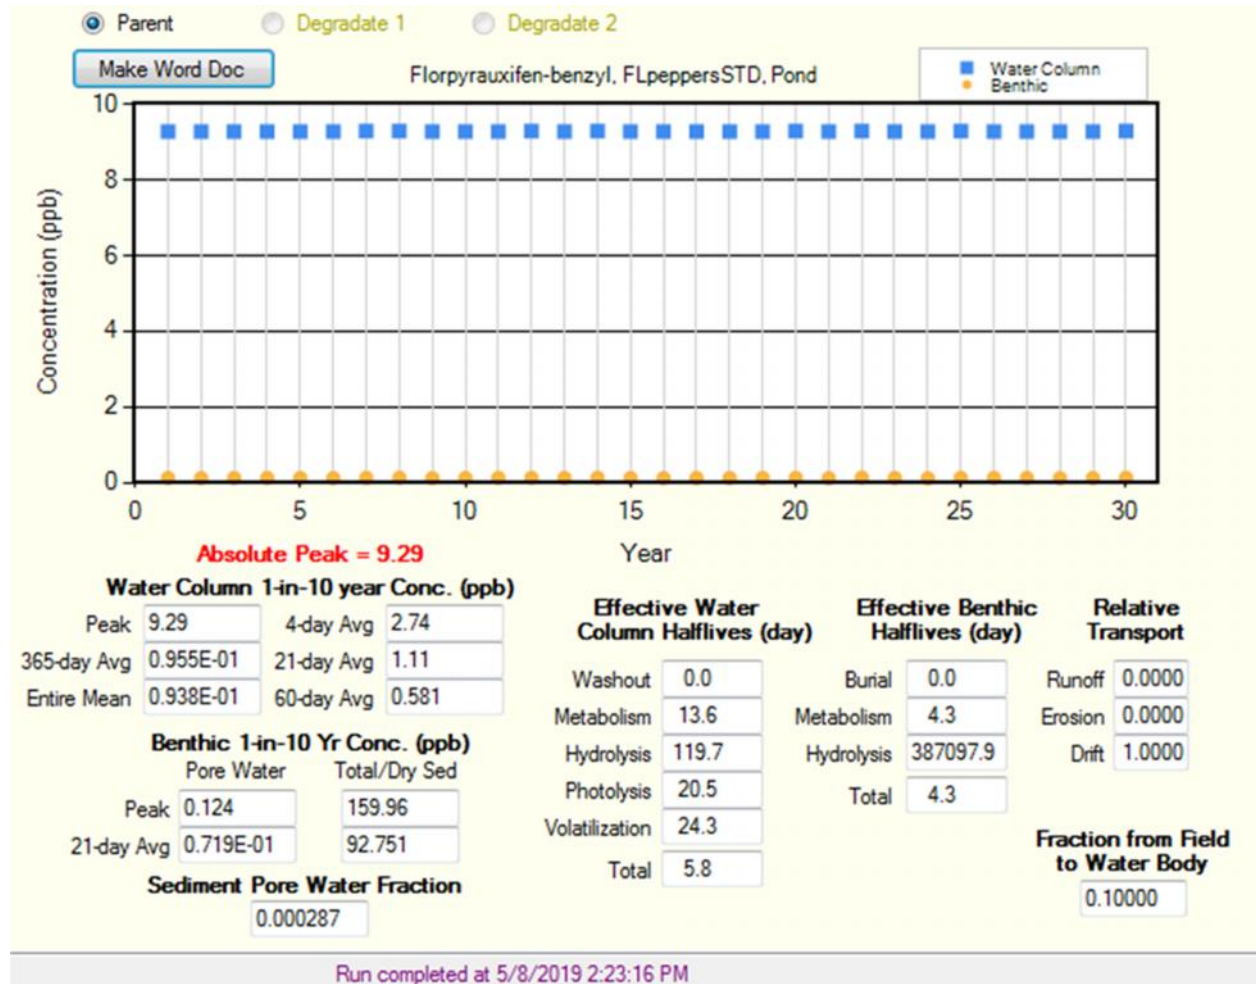 Parent Degradate 1 Degradate 2
Make Word Doc
Florpyrauxifen-benzyl, FLpeppersSTD, Pond
Water Column
Benthic
Concentration (ppb)
10
8
6
4
2
0
0 5 10 15 20 25 30
Year
Absolute Peak = 9.29
Water Column 1-in-10 year Conc. (ppb)
Peak 9.29 4-day Avg 2.74
365-day Avg 0.955E-01 21-day Avg 1.11
Entire Mean 0.938E-01 60-day Avg 0.581
Benthic 1-in-10 Yr Conc. (ppb)
Pore Water Total/Dry Sed
Peak 0.124 159.96
21-day Avg 0.719E-01 92.751
Sediment Pore Water Fraction
0.000287
Effective Water
Column Halflives (day)
Washout 0.0
Metabolism 13.6
Hydrolysis 119.7
Photolysis 20.5
Volatilization 24.3
Total 5.8
Effective Benthic
Halflives (day)
Burial 0.0
Metabolism 4.3
Hydrolysis 387097.9
Total 4.3
Relative
Transport
Runoff 0.0000
Erosion 0.0000
Drift 1.0000
Fraction from Field
to Water Body
0.10000
Run completed at 5/8/2019 2:23:16 PM